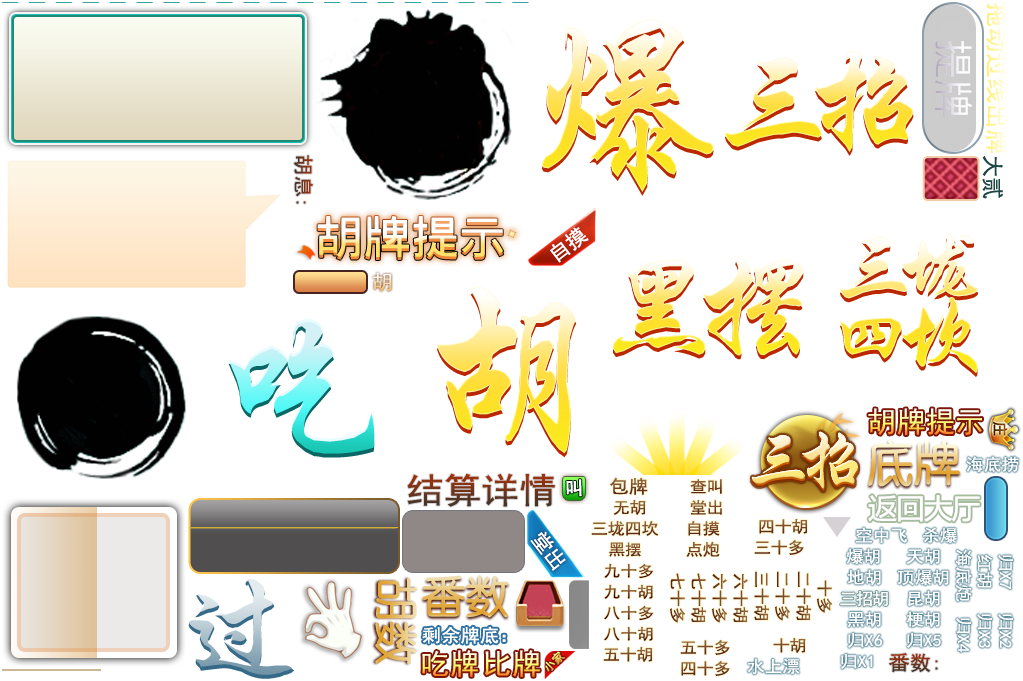 爆
三招
提牌
拖动过线出牌
大贰
胡息:
胡牌提示
胡
自摸
黑摆
三垅
四坎
吃
胡
三招
胡牌提示
庄
底牌
海底捞
返回大厅
结算详情
叫
堂出
包牌
无胡
三垅四坎
黑摆
九十多
九十胡
八十多
八十胡
五十胡
查叫
堂出
自摸
点炮
四十胡
三十多
七十多
七十胡
六十多
六十胡
三十胡
二十多
二十胡
十多
五十多
四十多
十胡
水上漂
空中飞
杀爆
爆胡
天胡
地胡
顶爆胡
三招胡
昆胡
黑胡
梗胡
归X6
归X5
归X1
海底炮
红胡
归X7
归X4
归X3
归X2
番数:
过
胡数
番数
剩余牌底:
吃牌比牌
小家